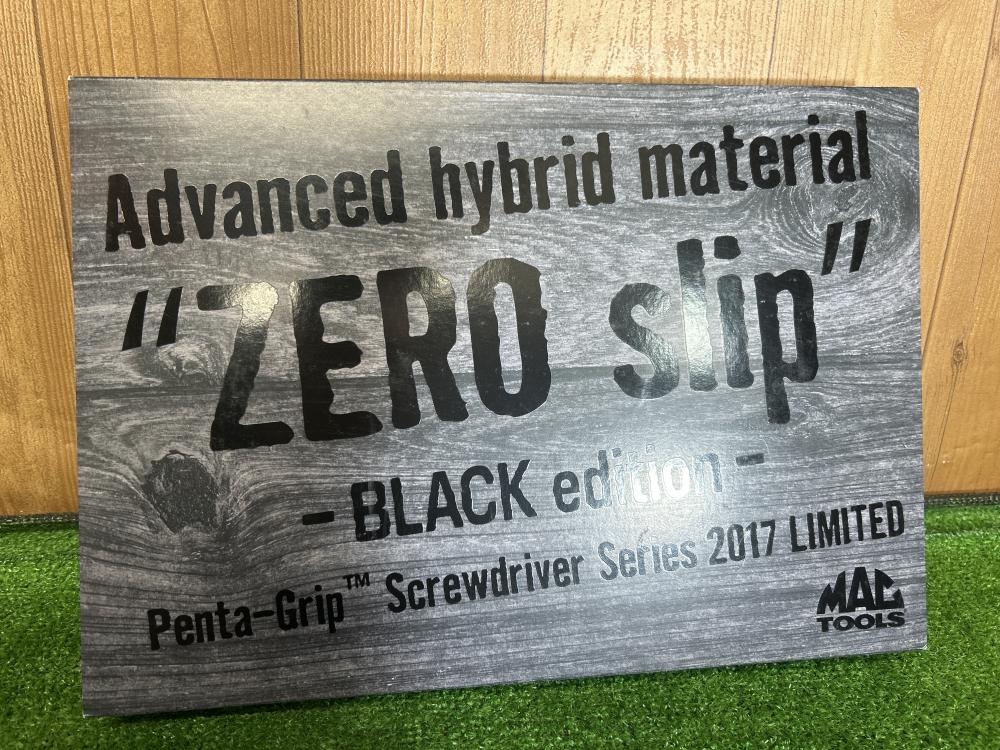 Advanced hybrid material
"ZERO slip"
-BLACK edition-
Penta-Grip™ Screwdriver Series 2017 LIMITED
MAC
TOOLS